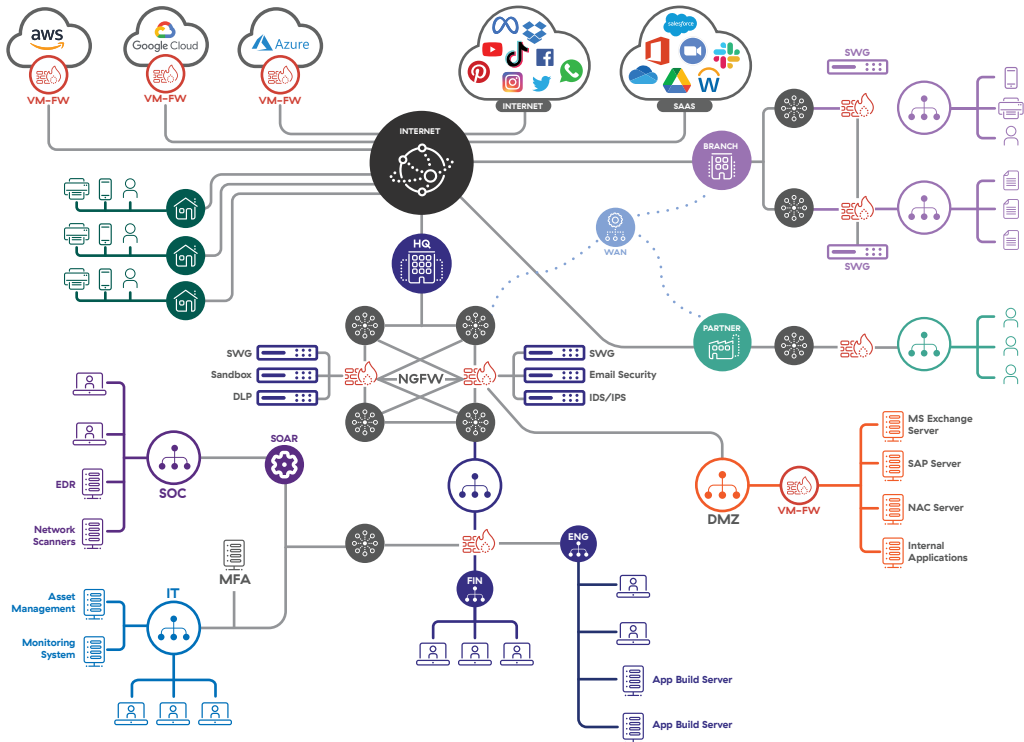 aws
Google Cloud
Azure
salesforce
VM-FW
VM-FW
VM-FW
INTERNET
SAAS
INTERNET
SWG
BRANCH
WAN
SWG
HQ
PARTNER
SWG
Sandbox
DLP
NGFW
SWG
Email Security
IDS/IPS
MS Exchange
Server
SAP Server
NAC Server
Internal
Applications
DMZ
VM-FW
SOAR
SOC
EDR
Network
Scanners
MFA
ENG
FIN
IT
Asset
Management
Monitoring
System
App Build Server
App Build Server